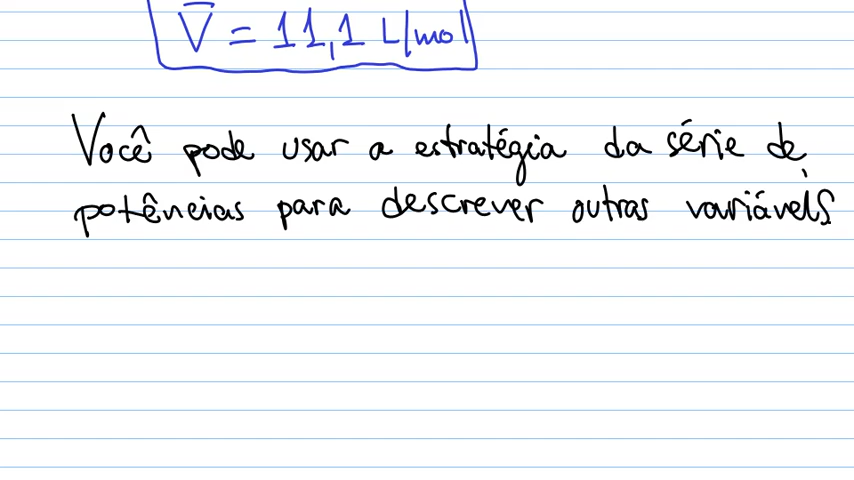 V̅ = 11,1 L/mol
Você pode usar a estratégia da série de
potências para descrever outras variáveis